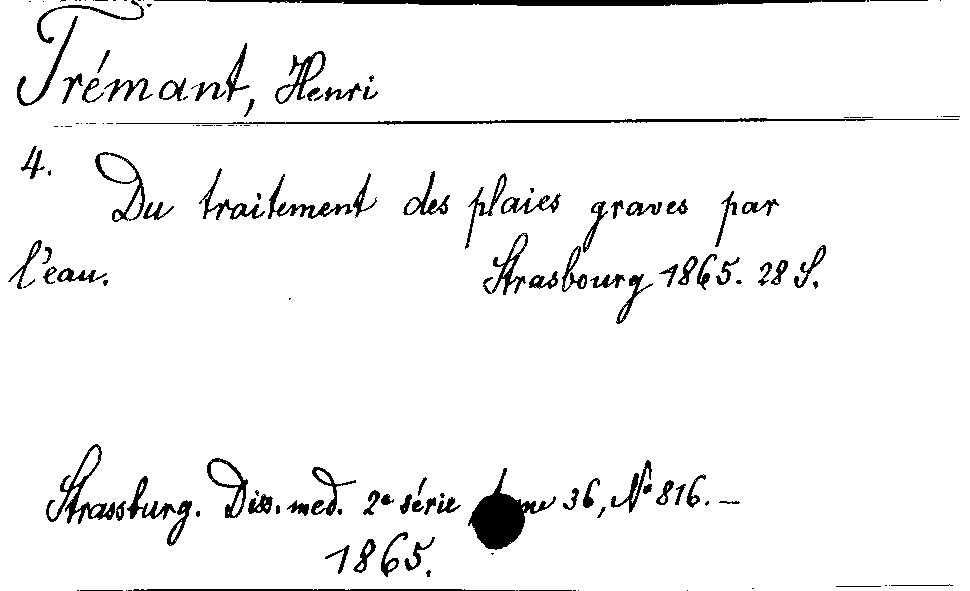 Trémant, Henri
4.
Du traitement des plaies graves par
l'eau. Strasbourg 1865. 28 S.
Strassburg. Diss. med. 2e série 36, No 816. –
1865.